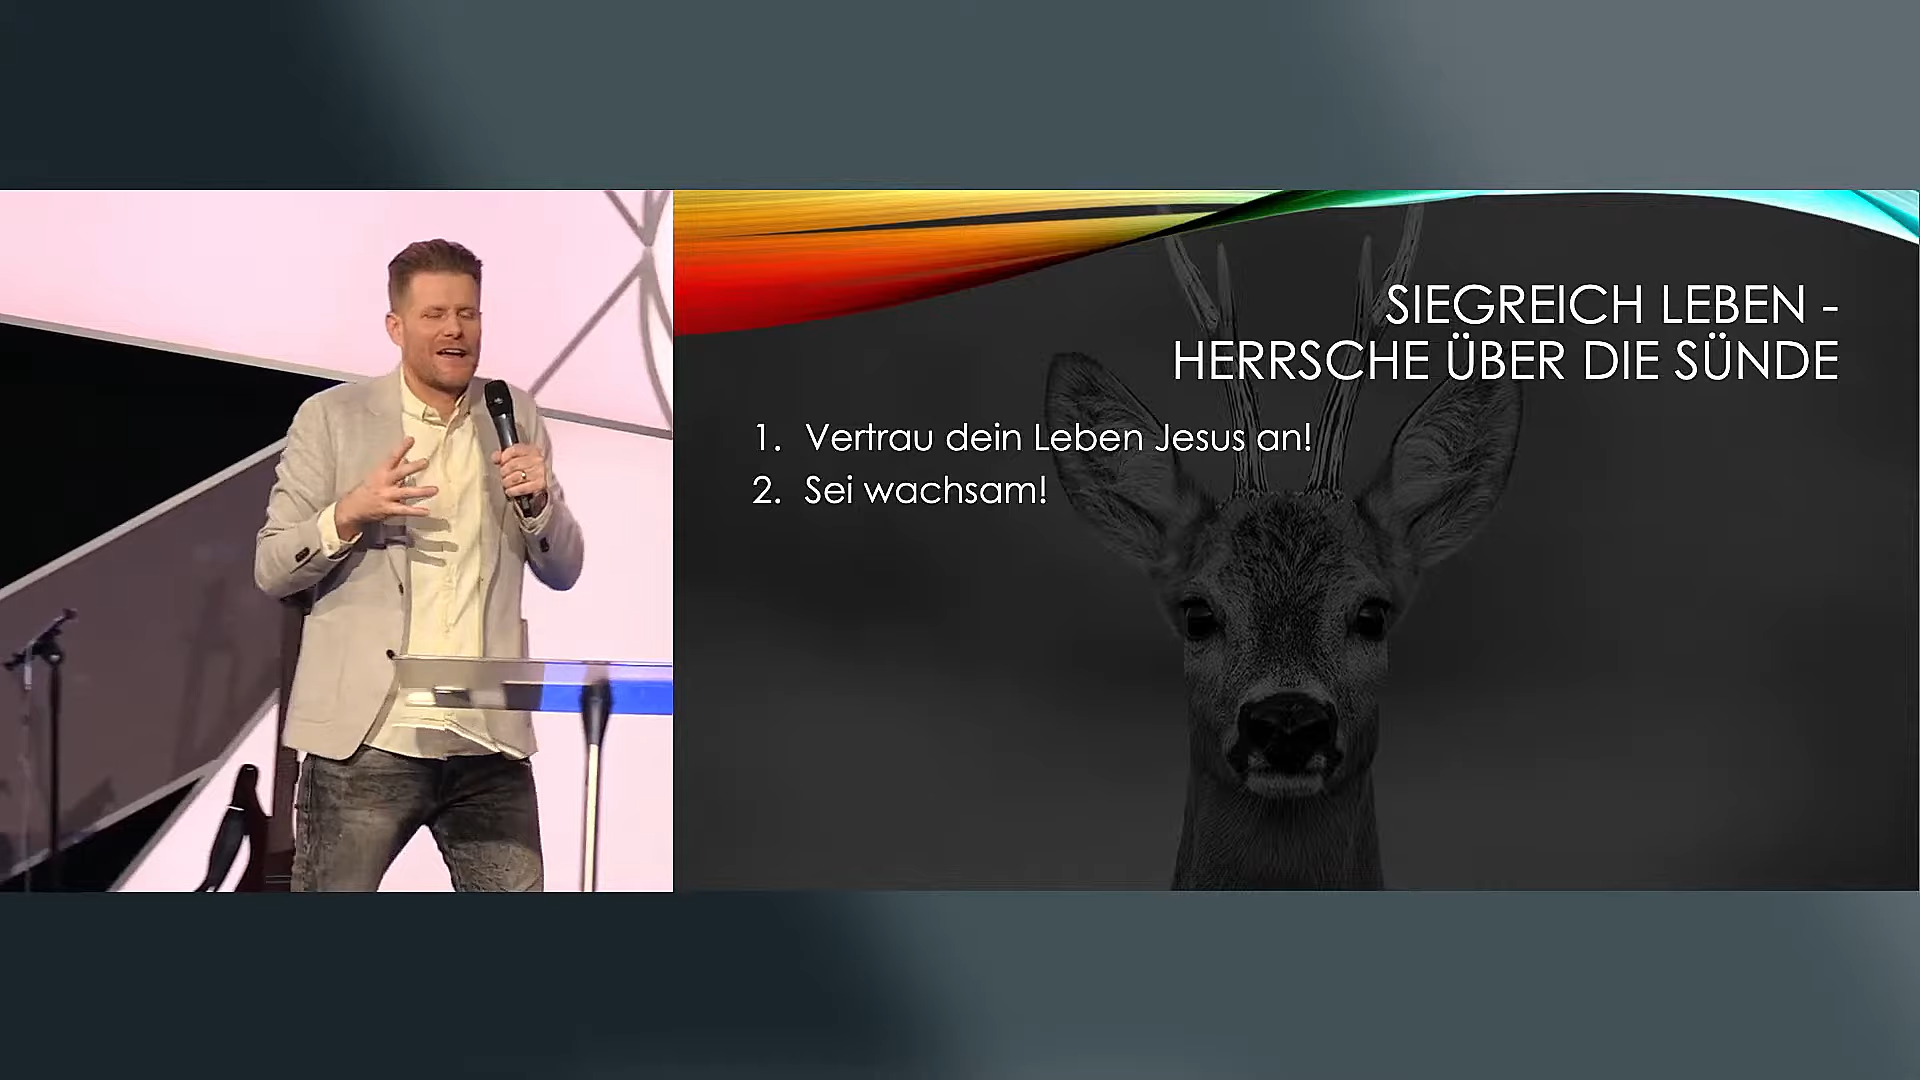 SIEGREICH LEBEN -
HERRSCHE ÜBER DIE SÜNDE
1. Vertrau dein Leben Jesus an!
2. Sei wachsam!